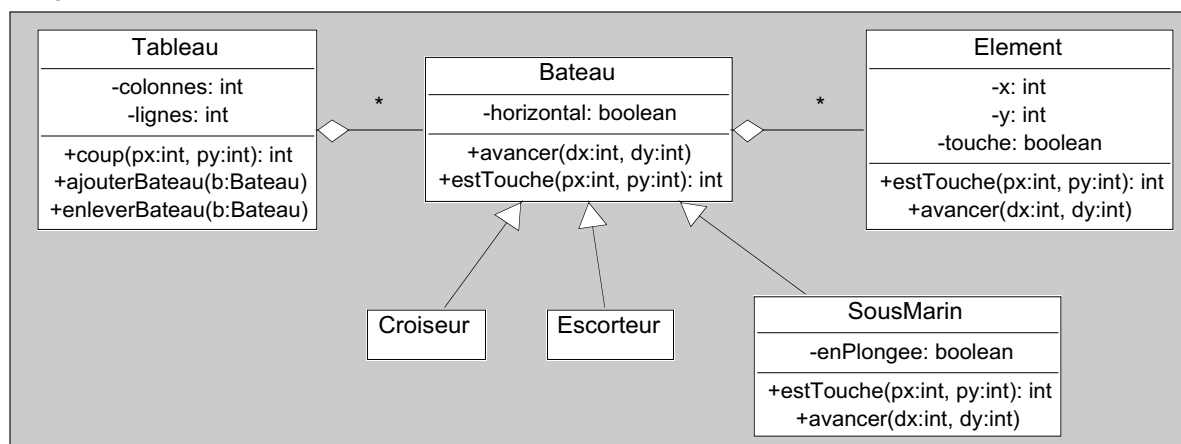 Tableau
-colonnes: int
-lignes: int
+coup(px:int, py:int): int
+ajouterBateau(b:Bateau)
+enleverBateau(b:Bateau)
*
Bateau
-horizontal: boolean
+avancer(dx:int, dy:int)
+estTouche(px:int, py:int): int
*
Element
-x: int
-y: int
-touche: boolean
+estTouche(px:int, py:int): int
+avancer(dx:int, dy:int)
Croiseur
Escorteur
SousMarin
-enPlongee: boolean
+estTouche(px:int, py:int): int
+avancer(dx:int, dy:int)